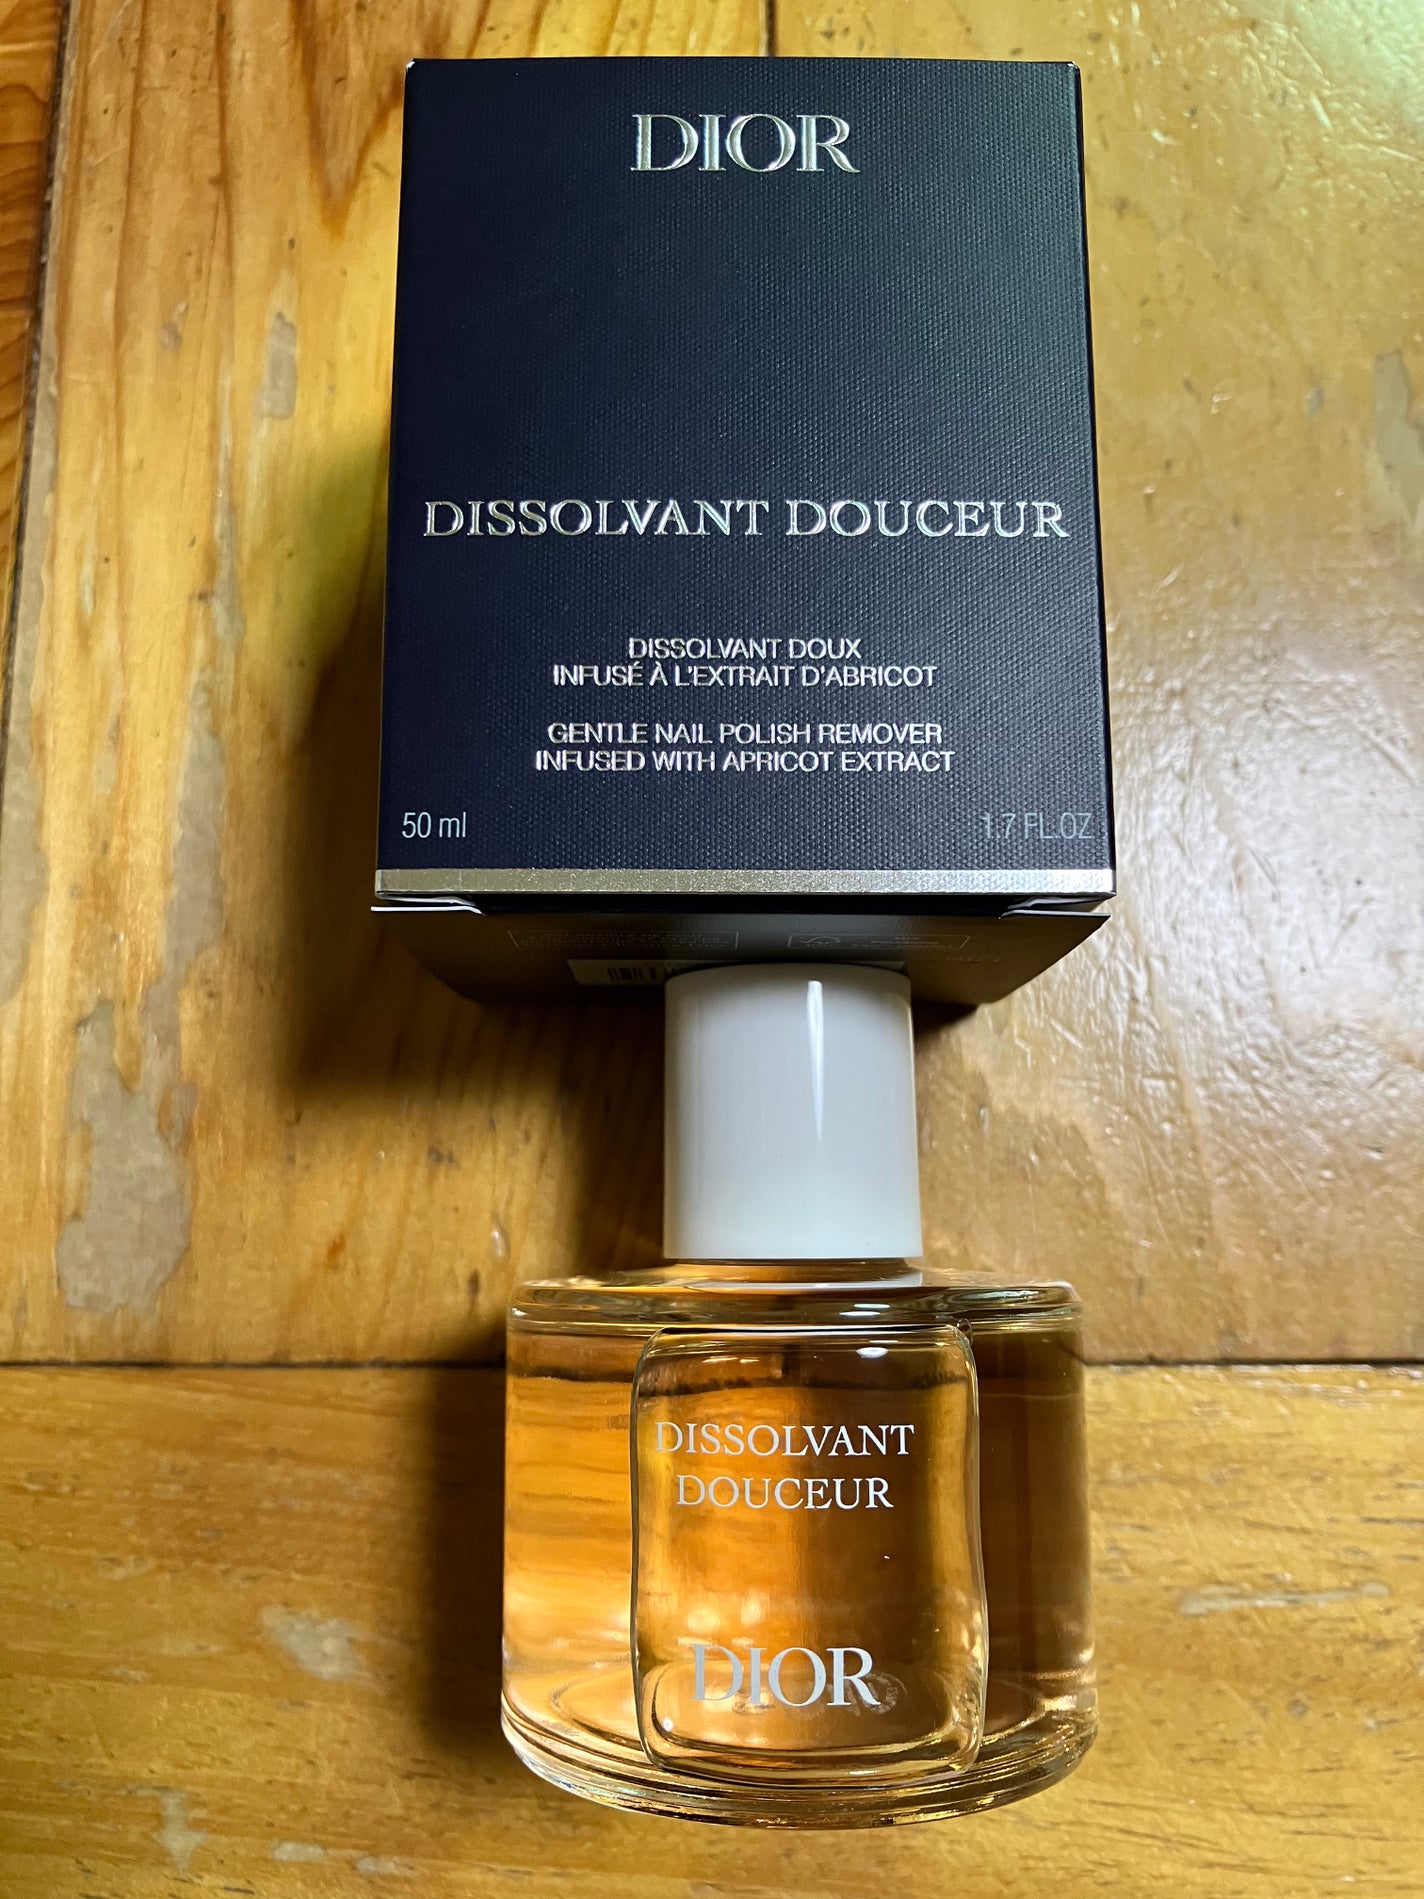 DIOR
DISSOLVANT DOUCEUR
DISSOLVANT DOUX
INFUSÉ À L'EXTRAIT D'ABRICOT
GENTLE NAIL POLISH REMOVER
INFUSED WITH APRICOT EXTRACT
50 ml 1.7 FL.OZ
DISSOLVANT
DOUCEUR
DIOR